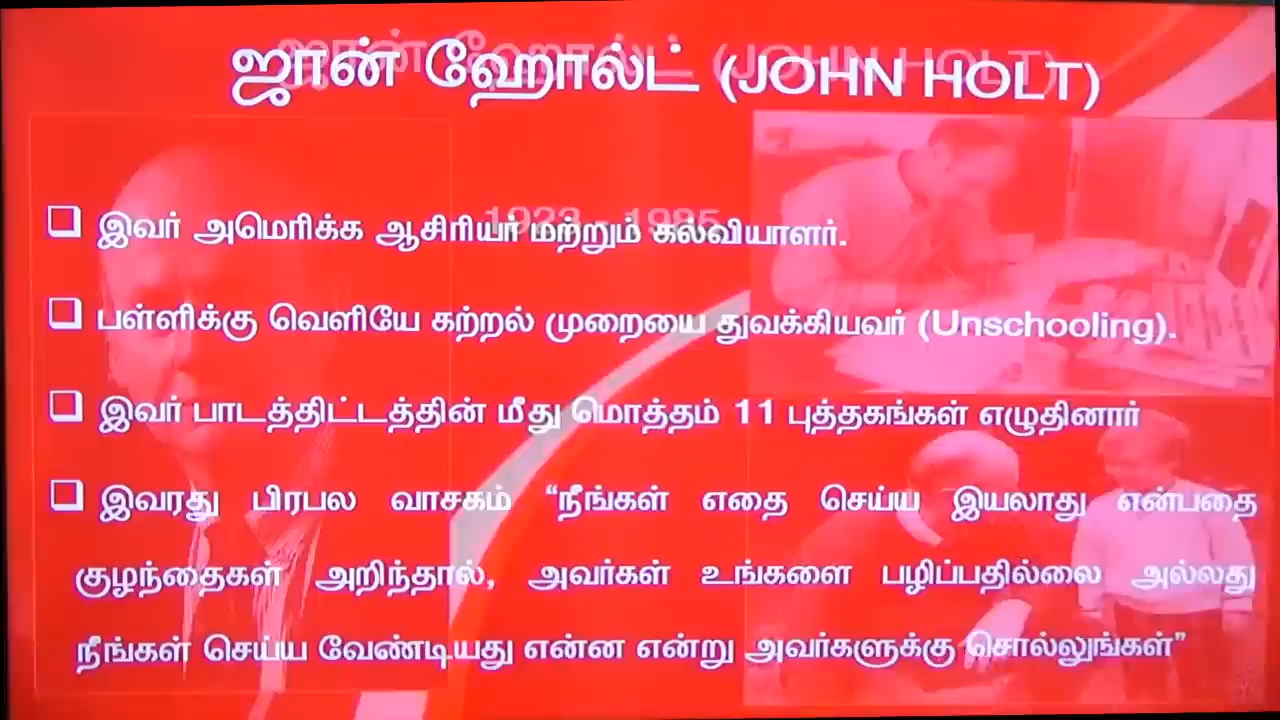 ஜான் ஹோல்ட் (JOHN HOLT)
1923 - 1985
❑ இவர் அமெரிக்க ஆசிரியர் மற்றும் கல்வியாளர்.
❑ பள்ளிக்கு வெளியே கற்றல் முறையை துவக்கியவர் (Unschooling).
❑ இவர் பாடத்திட்டத்தின் மீது மொத்தம் 11 புத்தகங்கள் எழுதினார்
❑ இவரது பிரபல வாசகம் “நீங்கள் எதை செய்ய இயலாது என்பதை
குழந்தைகள் அறிந்தால், அவர்கள் உங்களை பழிப்பதில்லை அல்லது
நீங்கள் செய்ய வேண்டியது என்ன என்று அவர்களுக்கு சொல்லுங்கள்”